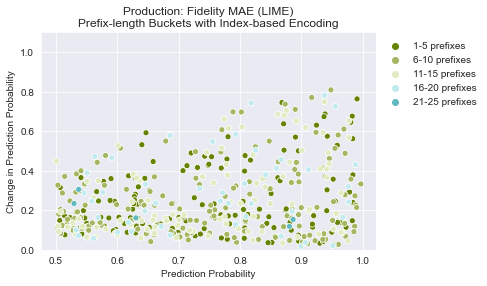 Production: Fidelity MAE (LIME)
Prefix-length Buckets with Index-based Encoding
Change in Prediction Probability
1.0
0.8
0.6
0.4
0.2
0.0
0.5 0.6 0.7 0.8 0.9 1.0
Prediction Probability
1-5 prefixes
6-10 prefixes
11-15 prefixes
16-20 prefixes
21-25 prefixes